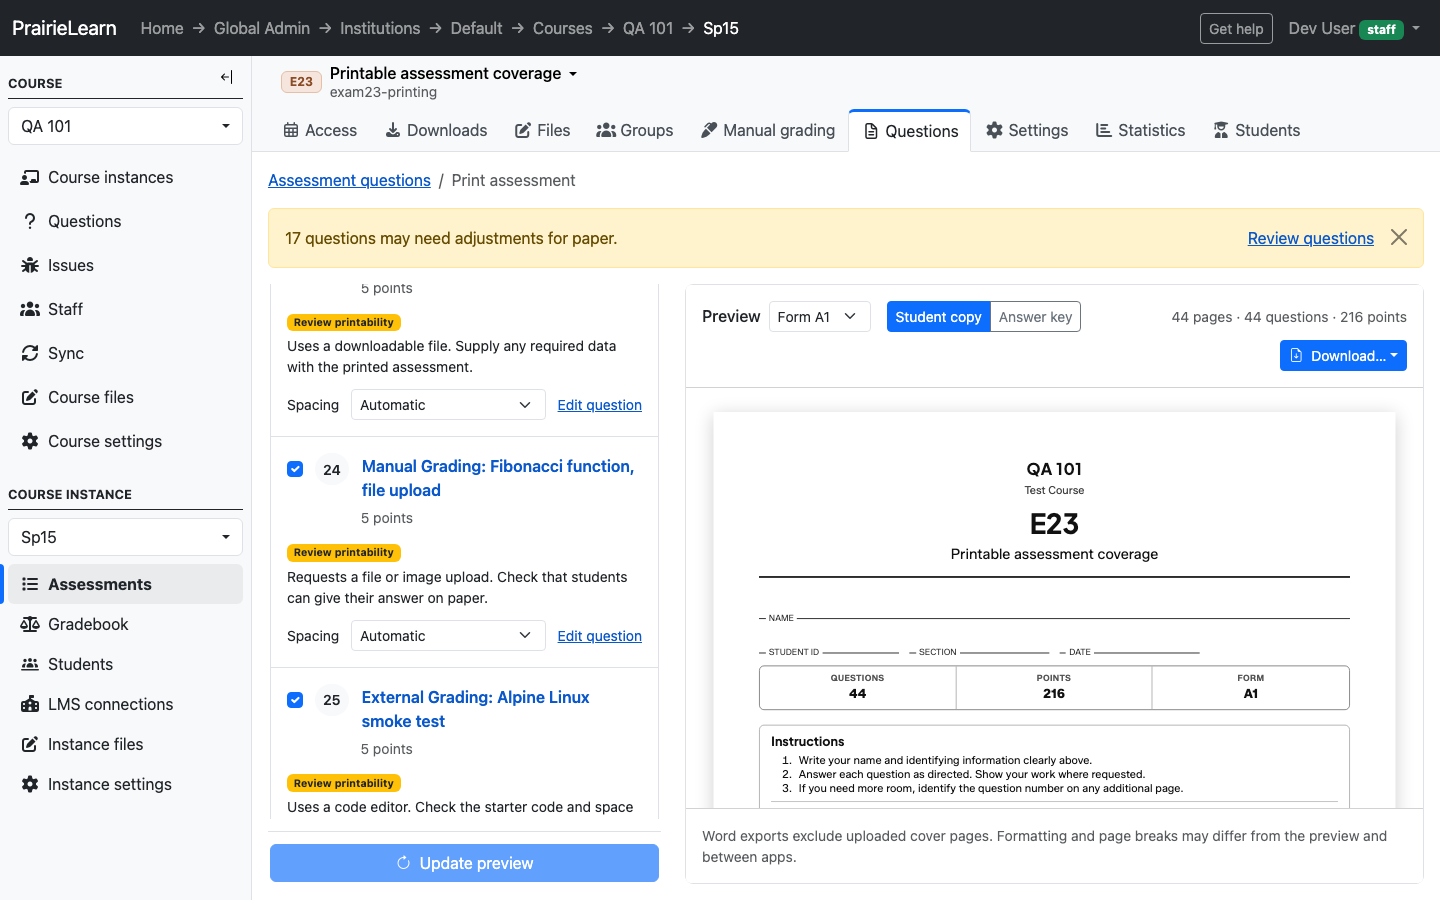 PrairieLearn
Home → Global Admin → Institutions → Default → Courses → QA 101 → Sp15
Get help
Dev User staff
COURSE
QA 101
Course instances
Questions
Issues
Staff
Sync
Course files
Course settings
COURSE INSTANCE
Sp15
Assessments
Gradebook
Students
LMS connections
Instance files
Instance settings
E23
Printable assessment coverage
exam23-printing
Access
Downloads
Files
Groups
Manual grading
Questions
Settings
Statistics
Students
Assessment questions / Print assessment
17 questions may need adjustments for paper.
Review questions
5 points
Review printability
Uses a downloadable file. Supply any required data
with the printed assessment.
Spacing Automatic Edit question
24 Manual Grading: Fibonacci function,
file upload
5 points
Review printability
Requests a file or image upload. Check that students
can give their answer on paper.
Spacing Automatic Edit question
25 External Grading: Alpine Linux
smoke test
5 points
Review printability
Uses a code editor. Check the starter code and space
Update preview
Preview Form A1 Student copy Answer key
44 pages · 44 questions · 216 points
Download...
QA 101
Test Course
E23
Printable assessment coverage
NAME
STUDENT ID SECTION DATE
QUESTIONS POINTS FORM
44 216 A1
Instructions
1. Write your name and identifying information clearly above.
2. Answer each question as directed. Show your work where requested.
3. If you need more room, identify the question number on any additional page.
Word exports exclude uploaded cover pages. Formatting and page breaks may differ from the preview and
between apps.